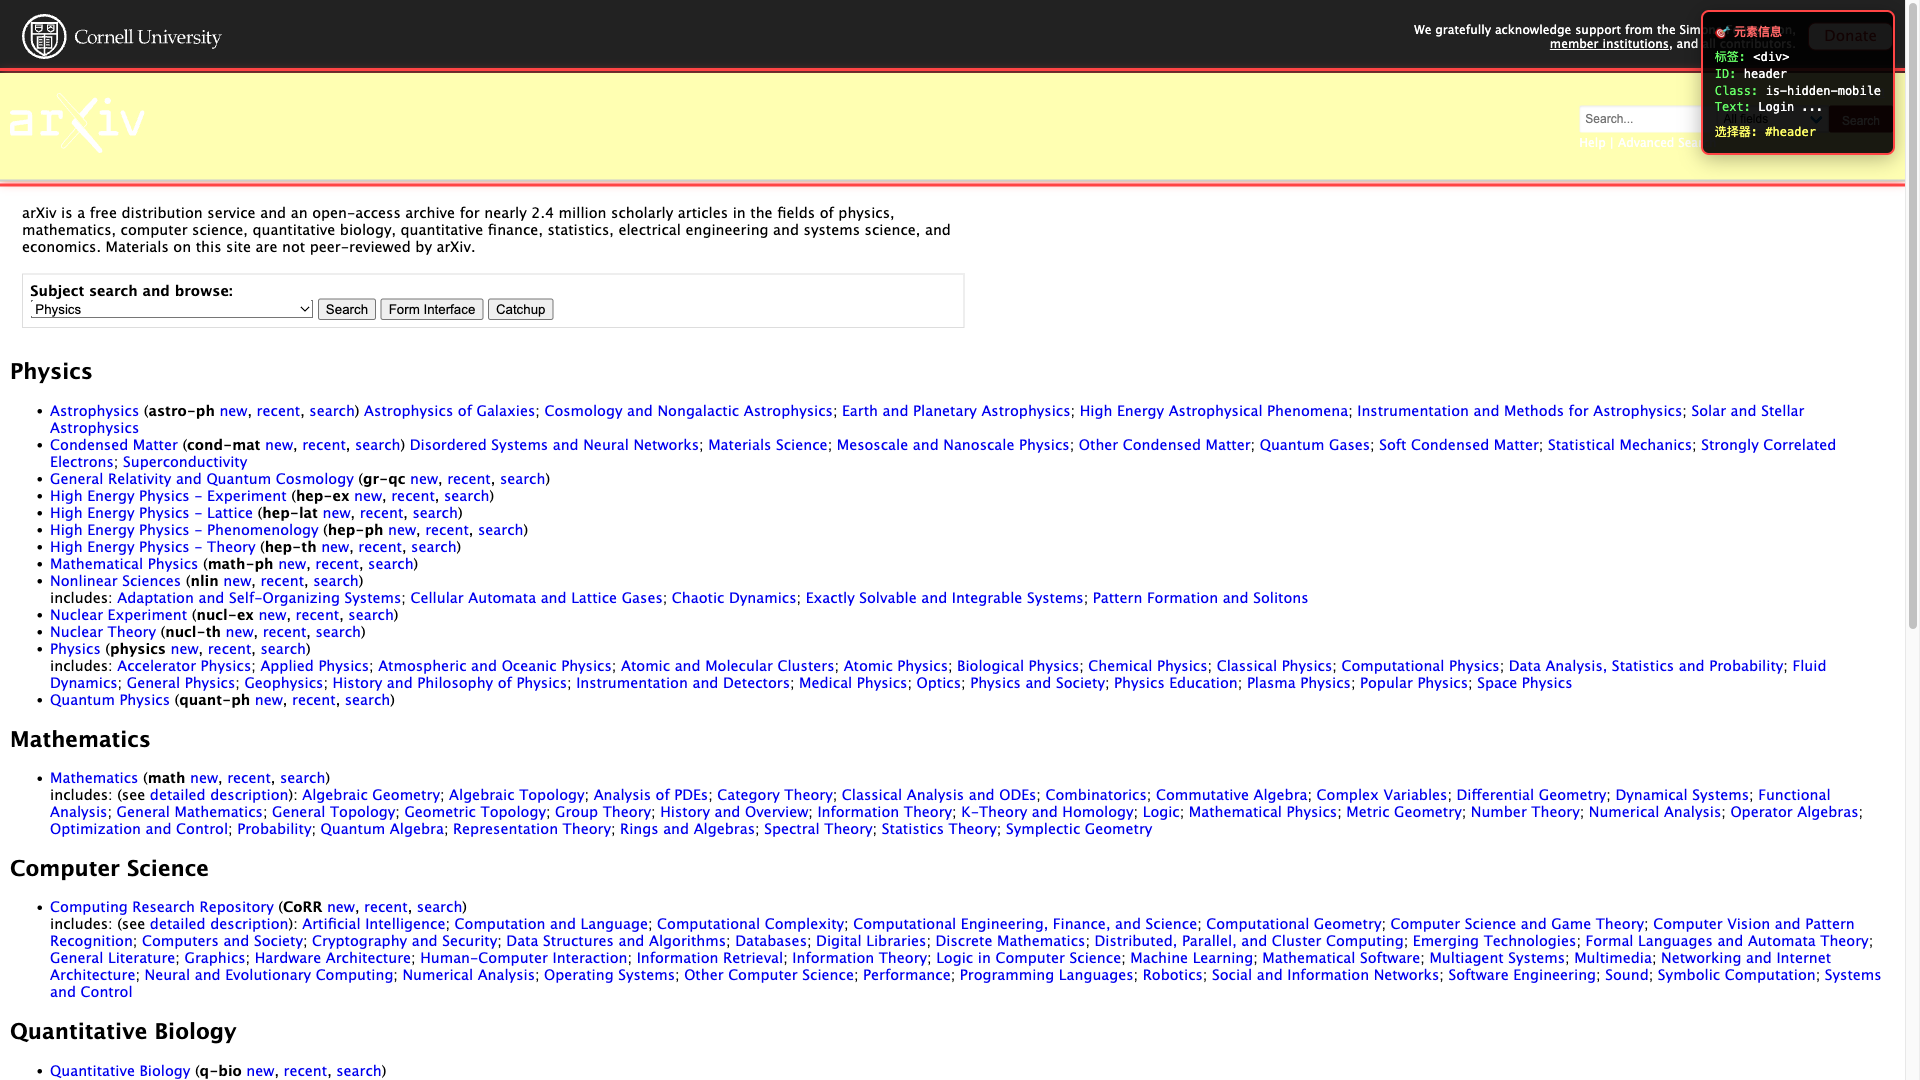 Cornell University
We gratefully acknowledge support from the Sim
member institutions, and all contributors.
Donate
元素信息
标签: <div>
ID: header
Class: is-hidden-mobile
Text: Login ...
选择器: #header
arXiv
Search...
All fields
Search
Help | Advanced Sea
arXiv is a free distribution service and an open-access archive for nearly 2.4 million scholarly articles in the fields of physics,
mathematics, computer science, quantitative biology, quantitative finance, statistics, electrical engineering and systems science, and
economics. Materials on this site are not peer-reviewed by arXiv.
Subject search and browse:
Physics Search Form Interface Catchup
Physics
• Astrophysics (astro-ph new, recent, search) Astrophysics of Galaxies; Cosmology and Nongalactic Astrophysics; Earth and Planetary Astrophysics; High Energy Astrophysical Phenomena; Instrumentation and Methods for Astrophysics; Solar and Stellar
Astrophysics
• Condensed Matter (cond-mat new, recent, search) Disordered Systems and Neural Networks; Materials Science; Mesoscale and Nanoscale Physics; Other Condensed Matter; Quantum Gases; Soft Condensed Matter; Statistical Mechanics; Strongly Correlated
Electrons; Superconductivity
• General Relativity and Quantum Cosmology (gr-qc new, recent, search)
• High Energy Physics - Experiment (hep-ex new, recent, search)
• High Energy Physics - Lattice (hep-lat new, recent, search)
• High Energy Physics - Phenomenology (hep-ph new, recent, search)
• High Energy Physics - Theory (hep-th new, recent, search)
• Mathematical Physics (math-ph new, recent, search)
• Nonlinear Sciences (nlin new, recent, search)
includes: Adaptation and Self-Organizing Systems; Cellular Automata and Lattice Gases; Chaotic Dynamics; Exactly Solvable and Integrable Systems; Pattern Formation and Solitons
• Nuclear Experiment (nucl-ex new, recent, search)
• Nuclear Theory (nucl-th new, recent, search)
• Physics (physics new, recent, search)
includes: Accelerator Physics; Applied Physics; Atmospheric and Oceanic Physics; Atomic and Molecular Clusters; Atomic Physics; Biological Physics; Chemical Physics; Classical Physics; Computational Physics; Data Analysis, Statistics and Probability; Fluid
Dynamics; General Physics; Geophysics; History and Philosophy of Physics; Instrumentation and Detectors; Medical Physics; Optics; Physics and Society; Physics Education; Plasma Physics; Popular Physics; Space Physics
• Quantum Physics (quant-ph new, recent, search)
Mathematics
• Mathematics (math new, recent, search)
includes: (see detailed description): Algebraic Geometry; Algebraic Topology; Analysis of PDEs; Category Theory; Classical Analysis and ODEs; Combinatorics; Commutative Algebra; Complex Variables; Differential Geometry; Dynamical Systems; Functional
Analysis; General Mathematics; General Topology; Geometric Topology; Group Theory; History and Overview; Information Theory; K-Theory and Homology; Logic; Mathematical Physics; Metric Geometry; Number Theory; Numerical Analysis; Operator Algebras;
Optimization and Control; Probability; Quantum Algebra; Representation Theory; Rings and Algebras; Spectral Theory; Statistics Theory; Symplectic Geometry
Computer Science
• Computing Research Repository (CoRR new, recent, search)
includes: (see detailed description): Artificial Intelligence; Computation and Language; Computational Complexity; Computational Engineering, Finance, and Science; Computational Geometry; Computer Science and Game Theory; Computer Vision and Pattern
Recognition; Computers and Society; Cryptography and Security; Data Structures and Algorithms; Databases; Digital Libraries; Discrete Mathematics; Distributed, Parallel, and Cluster Computing; Emerging Technologies; Formal Languages and Automata Theory;
General Literature; Graphics; Hardware Architecture; Human-Computer Interaction; Information Retrieval; Information Theory; Logic in Computer Science; Machine Learning; Mathematical Software; Multiagent Systems; Multimedia; Networking and Internet
Architecture; Neural and Evolutionary Computing; Numerical Analysis; Operating Systems; Other Computer Science; Performance; Programming Languages; Robotics; Social and Information Networks; Software Engineering; Sound; Symbolic Computation; Systems
and Control
Quantitative Biology
• Quantitative Biology (q-bio new, recent, search)